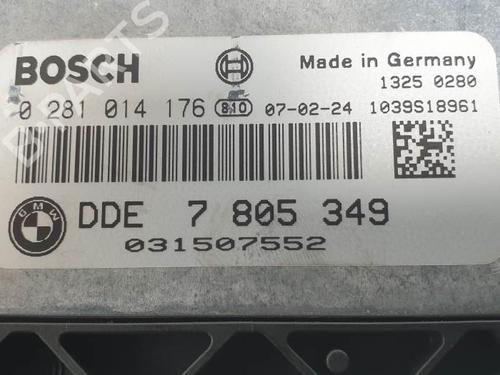 BOSCH
Made in Germany
1325 0280
0 281 014 176 810 07-02-24 1039S18961
BMW DDE 7 805 349
031507552